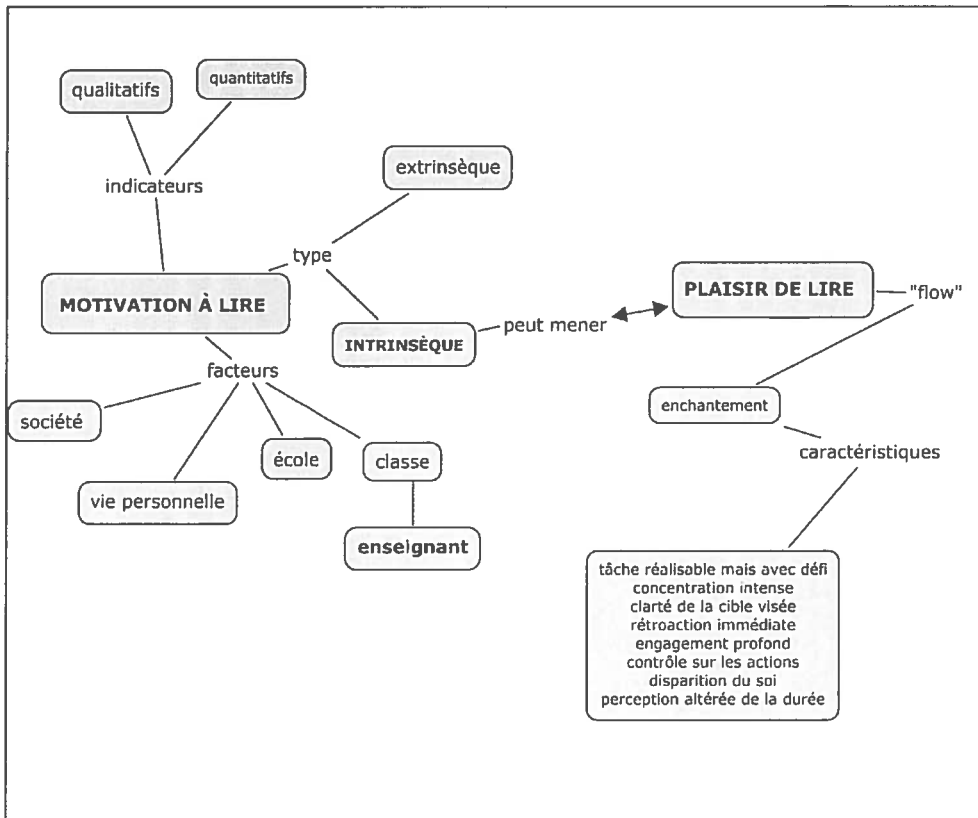 qualitatifs
quantitatifs
indicateurs
extrinsèque
type
MOTIVATION À LIRE
PLAISIR DE LIRE
"flow"
peut mener
INTRINSÈQUE
facteurs
société
enchantement
école
classe
caractéristiques
vie personnelle
enseignant
tâche réalisable mais avec défi
concentration intense
clarté de la cible visée
rétroaction immédiate
engagement profond
contrôle sur les actions
disparition du soi
perception altérée de la durée